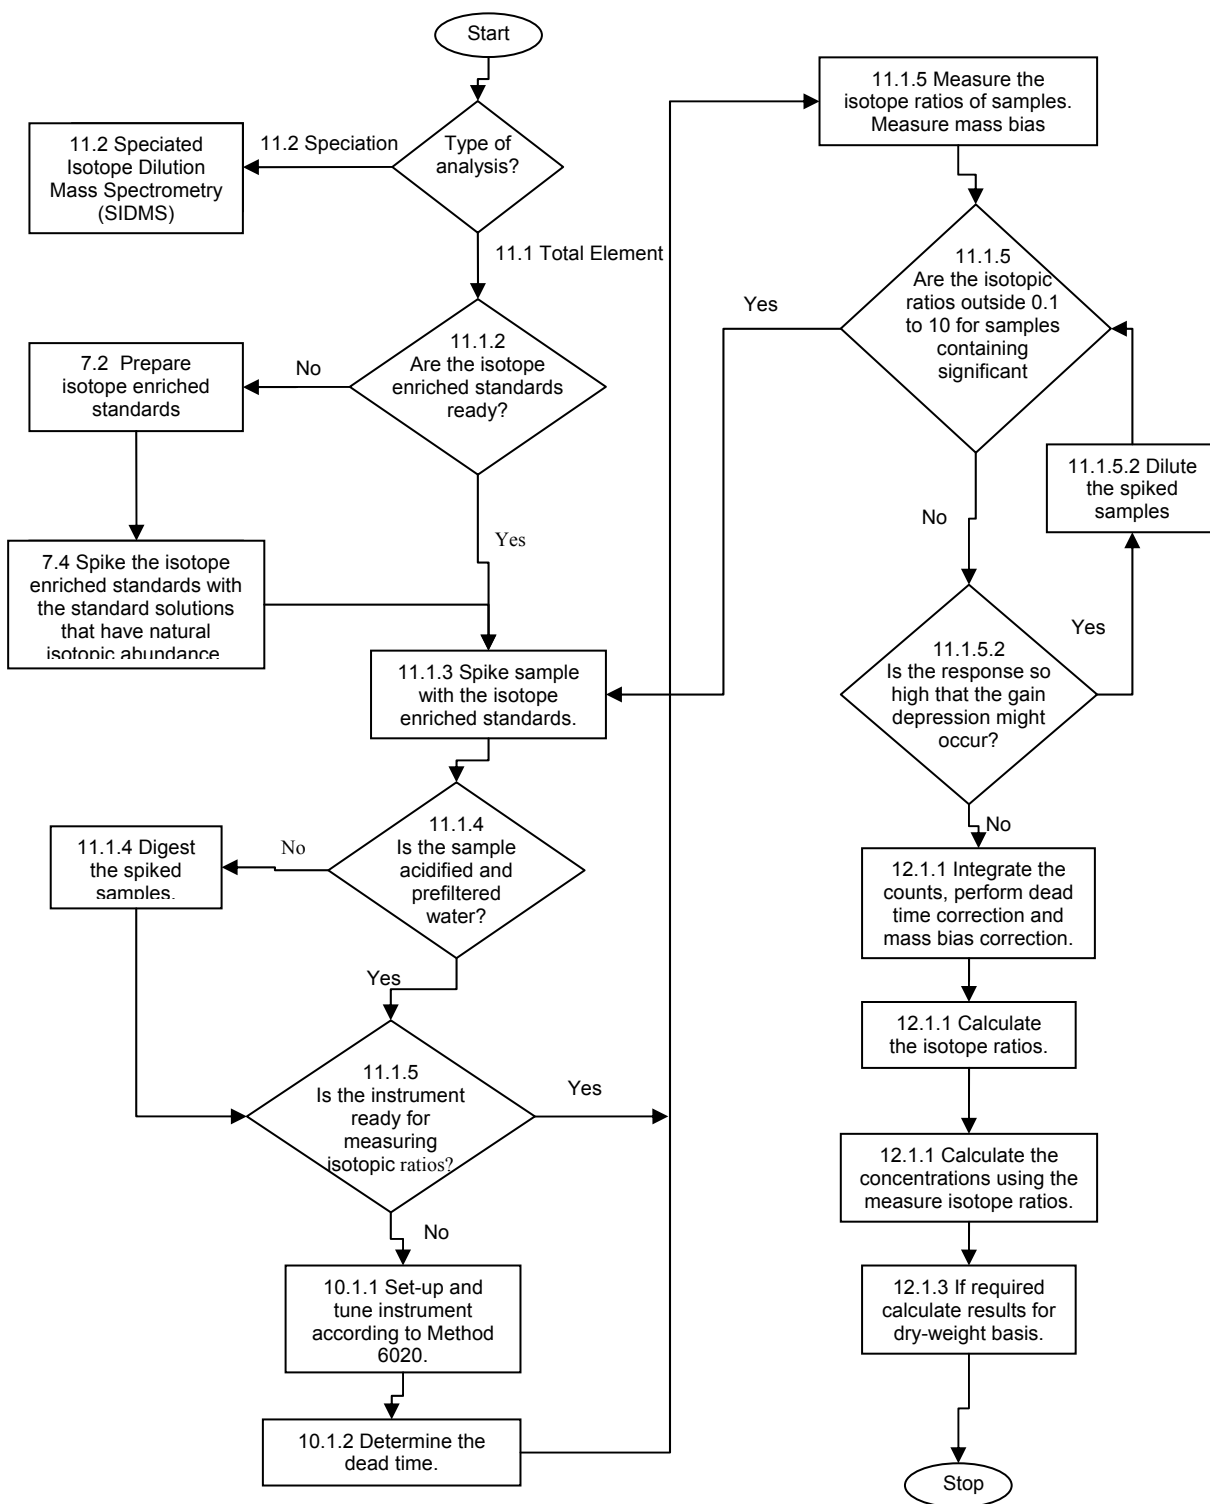 Start
Type of
analysis?
11.2 Speciation
11.2 Speciated
Isotope Dilution
Mass Spectrometry
(SIDMS)
11.1 Total Element
11.1.2
Are the isotope
enriched standards
ready?
No
7.2  Prepare
isotope enriched
standards
Yes
7.4 Spike the isotope
enriched standards with
the standard solutions
that have natural
isotopic abundance
11.1.3 Spike sample
with the isotope
enriched standards.
11.1.4
Is the sample
acidified and
prefiltered
water?
No
11.1.4 Digest
the spiked
samples.
Yes
11.1.5
Is the instrument
ready for
measuring
isotopic ratios?
Yes
No
10.1.1 Set-up and
tune instrument
according to Method
6020.
10.1.2 Determine the
dead time.
11.1.5 Measure the
isotope ratios of samples.
Measure mass bias
11.1.5
Are the isotopic
ratios outside 0.1
to 10 for samples
containing
significant
Yes
No
11.1.5.2 Dilute
the spiked
samples
11.1.5.2
Is the response so
high that the gain
depression might
occur?
Yes
No
12.1.1 Integrate the
counts, perform dead
time correction and
mass bias correction.
12.1.1 Calculate
the isotope ratios.
12.1.1 Calculate the
concentrations using the
measure isotope ratios.
12.1.3 If required
calculate results for
dry-weight basis.
Stop